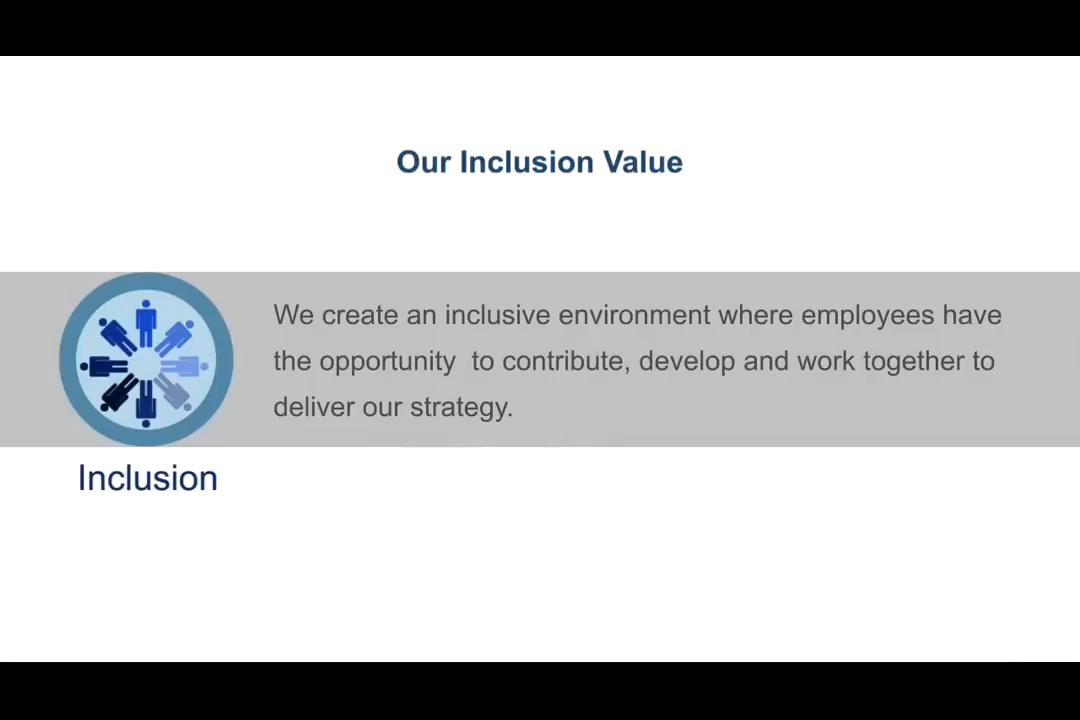 Our Inclusion Value
We create an inclusive environment where employees have
the opportunity  to contribute, develop and work together to
deliver our strategy.
Inclusion